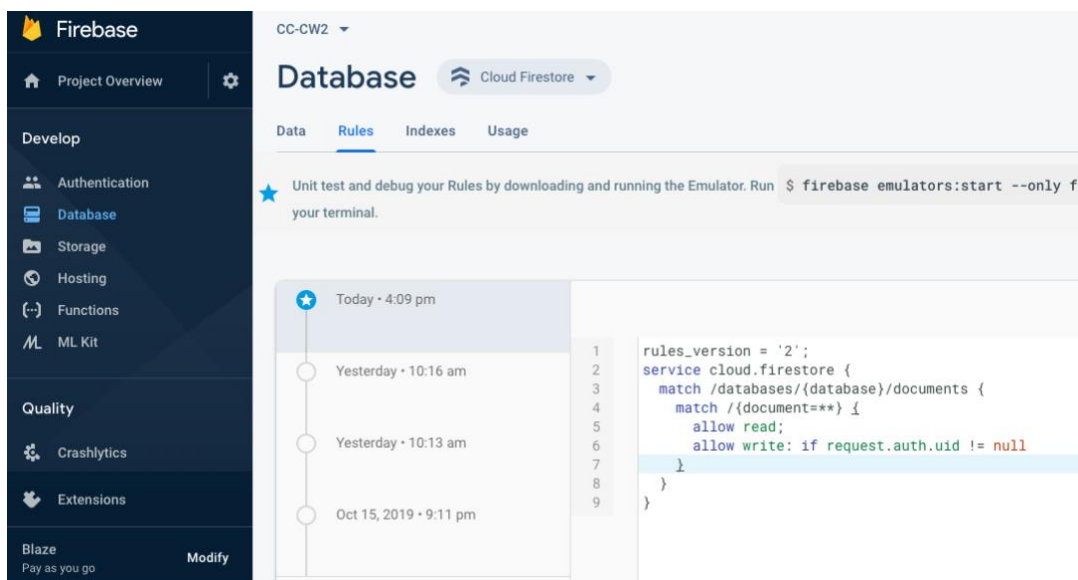 Firebase
Project Overview
Develop
Authentication
Database
Storage
Hosting
Functions
ML Kit
Quality
Crashlytics
Extensions
Blaze
Pay as you go
Modify
CC-CW2
Database
Cloud Firestore
Data Rules Indexes Usage
Unit test and debug your Rules by downloading and running the Emulator. Run $ firebase emulators:start --only f
your terminal.
Today • 4:09 pm
Yesterday • 10:16 am
Yesterday • 10:13 am
Oct 15, 2019 • 9:11 pm
1 rules_version = '2';
2 service cloud.firestore {
3 match /databases/{database}/documents {
4 match /{document=**} {
5 allow read;
6 allow write: if request.auth.uid != null
7 }
8 }
9 }